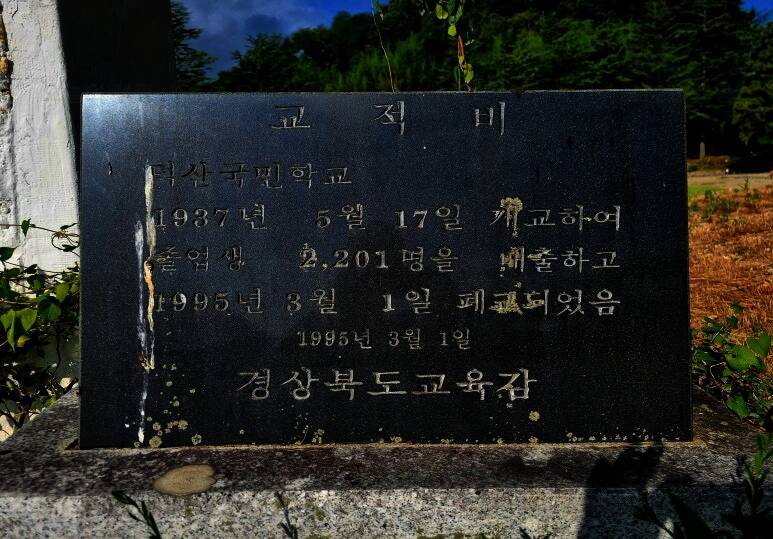 교 적 비
덕산국민학교
1937년 5월 17일 개교하여
졸업생 2,201명을 배출하고
1995년 3월 1일 폐교되었음
1995년 3월 1일
경상북도교육감